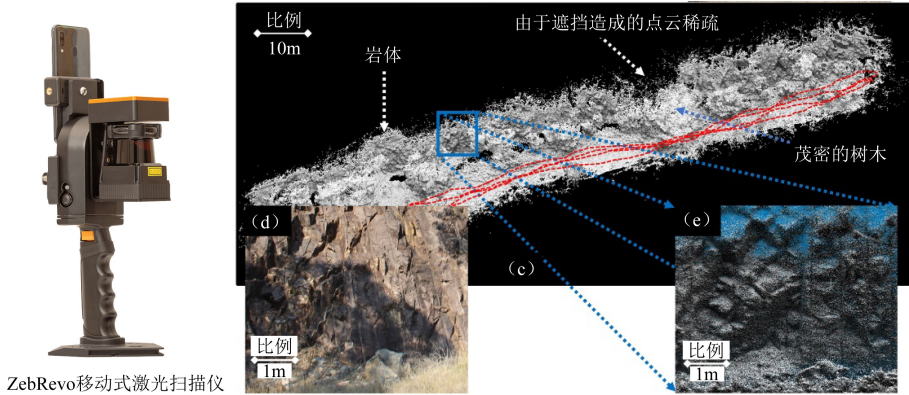 比例
10m
由于遮挡造成的点云稀疏
岩体
茂密的树木
(d)
(e)
(c)
比例
1m
比例
1m
ZebRevo移动式激光扫描仪